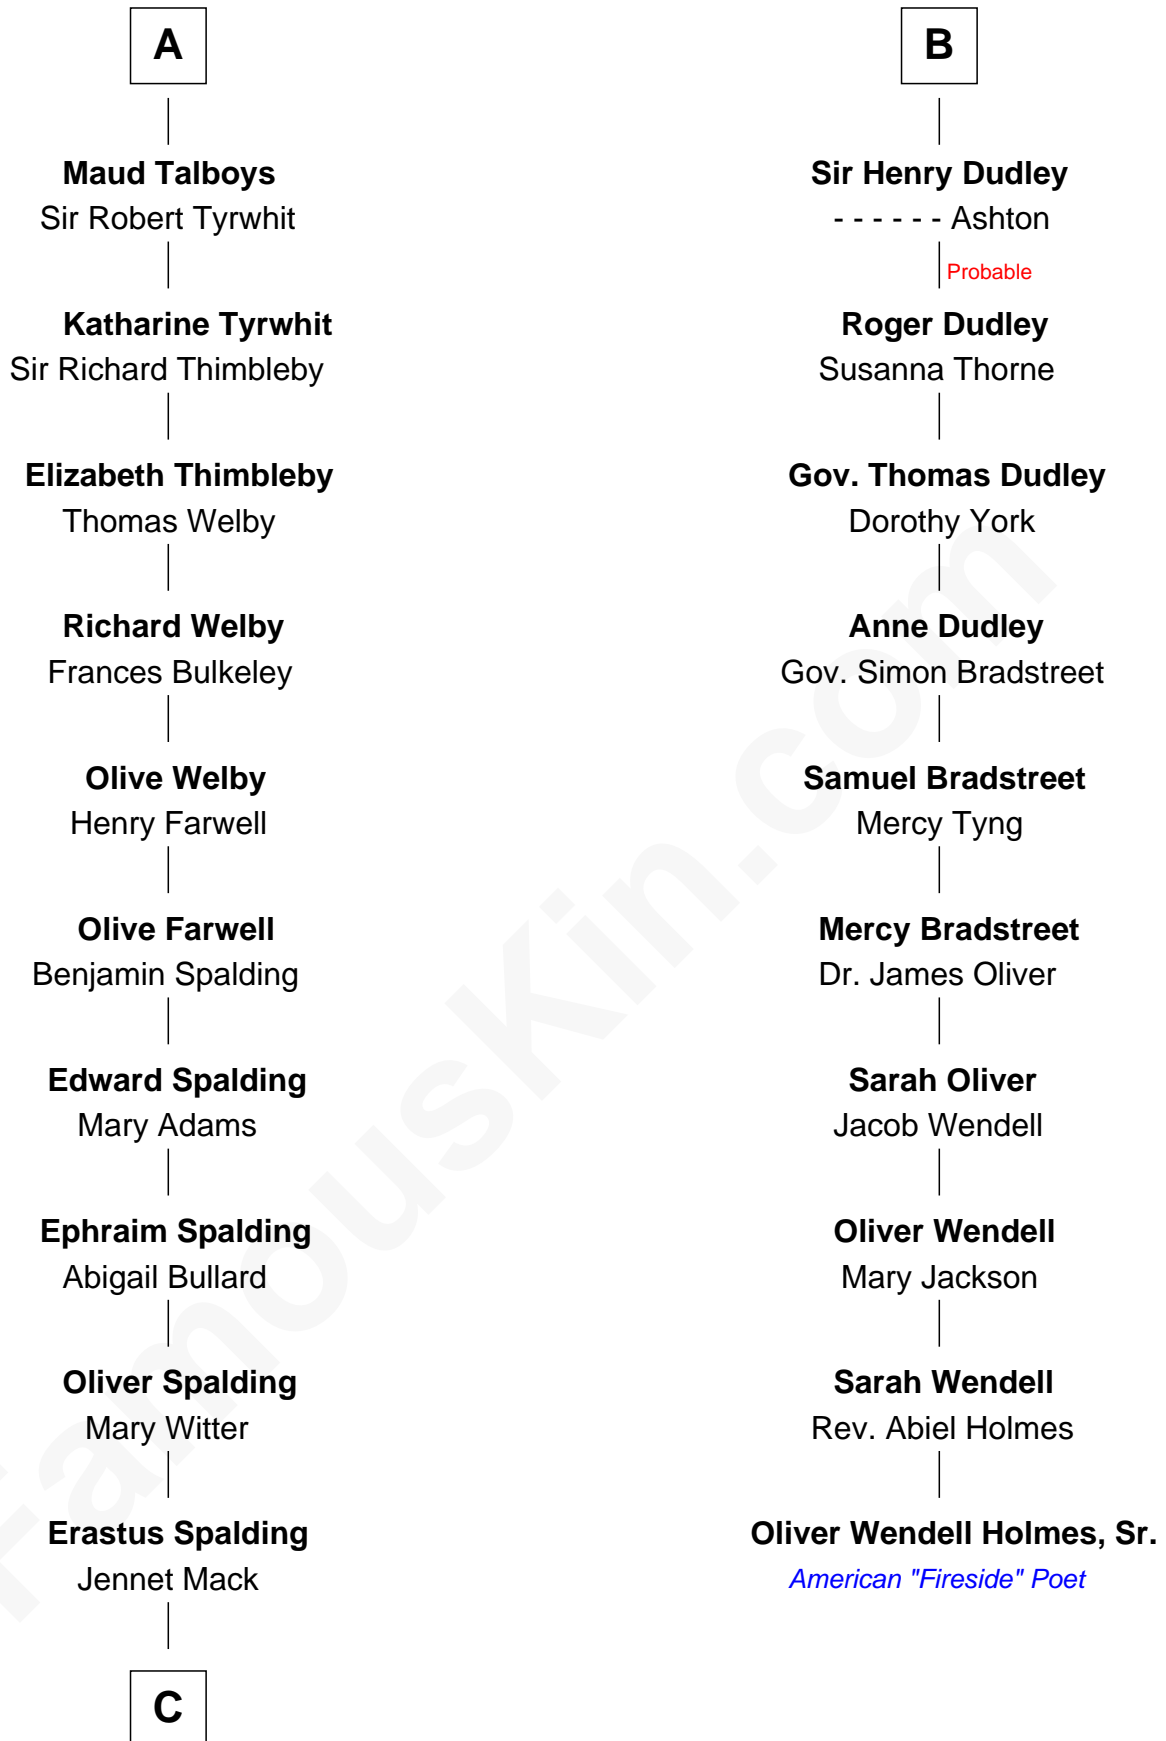 A
Maud Talboys
Sir Robert Tyrwhit
Katharine Tyrwhit
Sir Richard Thimbleby
Elizabeth Thimbleby
Thomas Welby
Richard Welby
Frances Bulkeley
Olive Welby
Henry Farwell
Olive Farwell
Benjamin Spalding
Edward Spalding
Mary Adams
Ephraim Spalding
Abigail Bullard
Oliver Spalding
Mary Witter
Erastus Spalding
Jennet Mack
C
B
Sir Henry Dudley
- - - - - - Ashton
Probable
Roger Dudley
Susanna Thorne
Gov. Thomas Dudley
Dorothy York
Anne Dudley
Gov. Simon Bradstreet
Samuel Bradstreet
Mercy Tyng
Mercy Bradstreet
Dr. James Oliver
Sarah Oliver
Jacob Wendell
Oliver Wendell
Mary Jackson
Sarah Wendell
Rev. Abiel Holmes
Oliver Wendell Holmes, Sr.
American "Fireside" Poet
FamousKin.com